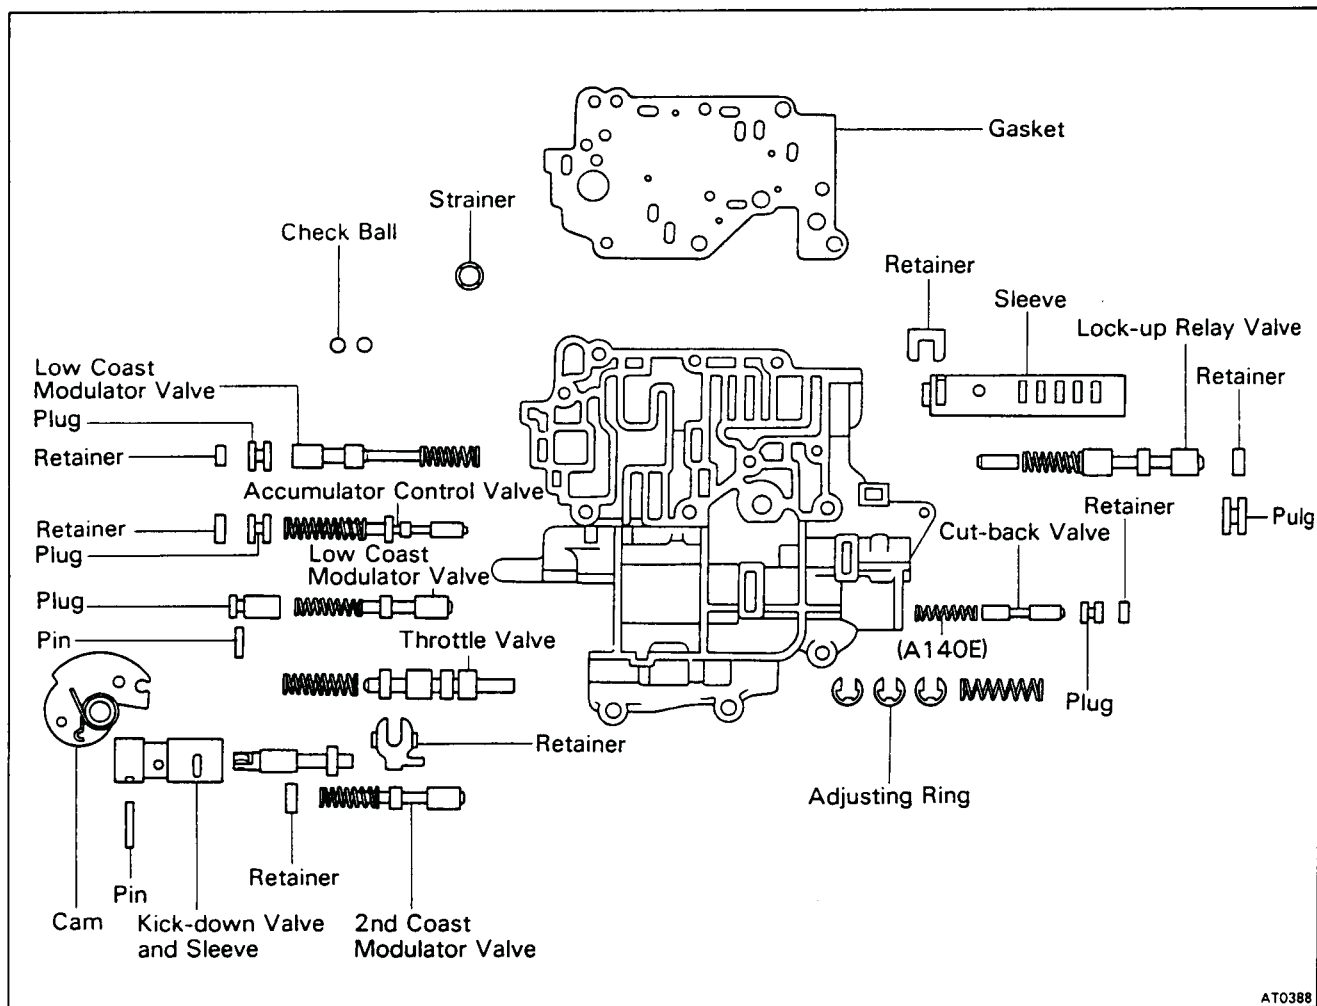 Gasket
Strainer
Check Ball
Retainer
Sleeve
Lock-up Relay Valve
Low Coast
Modulator Valve
Retainer
Plug
Retainer
Accumulator Control Valve
Retainer
Retainer
Pulg
Plug
Cut-back Valve
Low Coast
Modulator Valve
Plug
Pin
Throttle Valve
(A140E)
Plug
Retainer
Adjusting Ring
Retainer
Pin
Cam
Kick-down Valve
and Sleeve
2nd Coast
Modulator Valve
AT0388